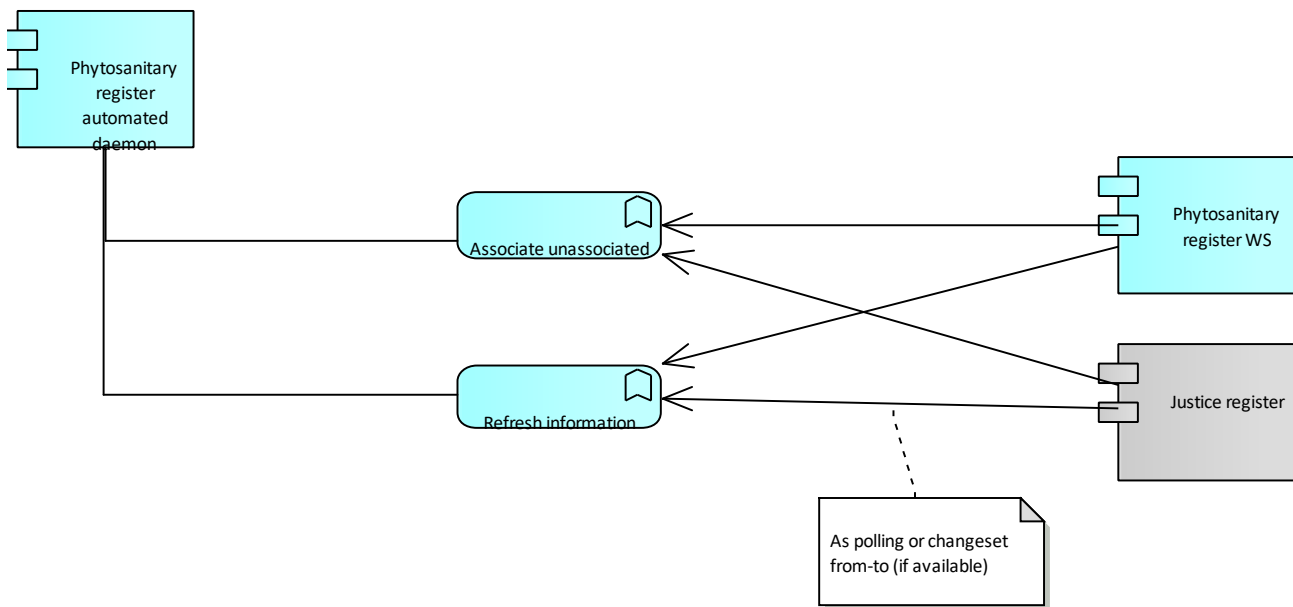 Phytosanitary
register
automated
daemon
Associate unassociated
Phytosanitary
register WS
Refresh information
Justice register
As polling or changeset
from-to (if available)